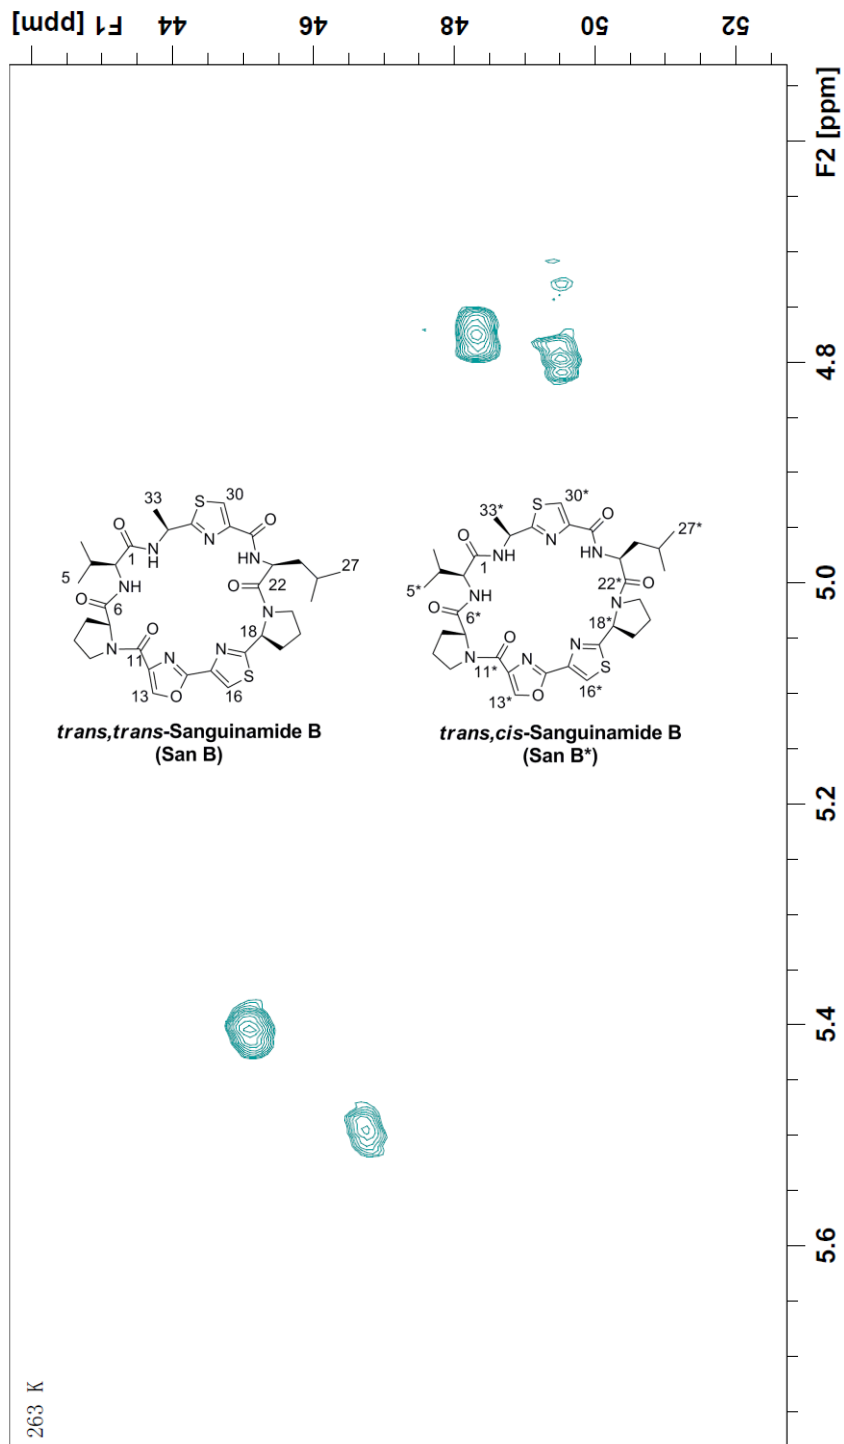 F1 [ppm] 44 46 48 50 52
F2 [ppm]
4.8
5.0
5.2
5.4
5.6
33 S 30
O N O
1 N H HN 27
5 NH O 22
O 6 N 18
N O N N
11 S
13 O 16
trans,trans-Sanguinamide B
(San B)
33* S 30*
O N O
1 NH HN 27*
5* NH 22* O
O 6* N 18*
N O N N
11* S
13* O 16*
trans,cis-Sanguinamide B
(San B*)
263 K